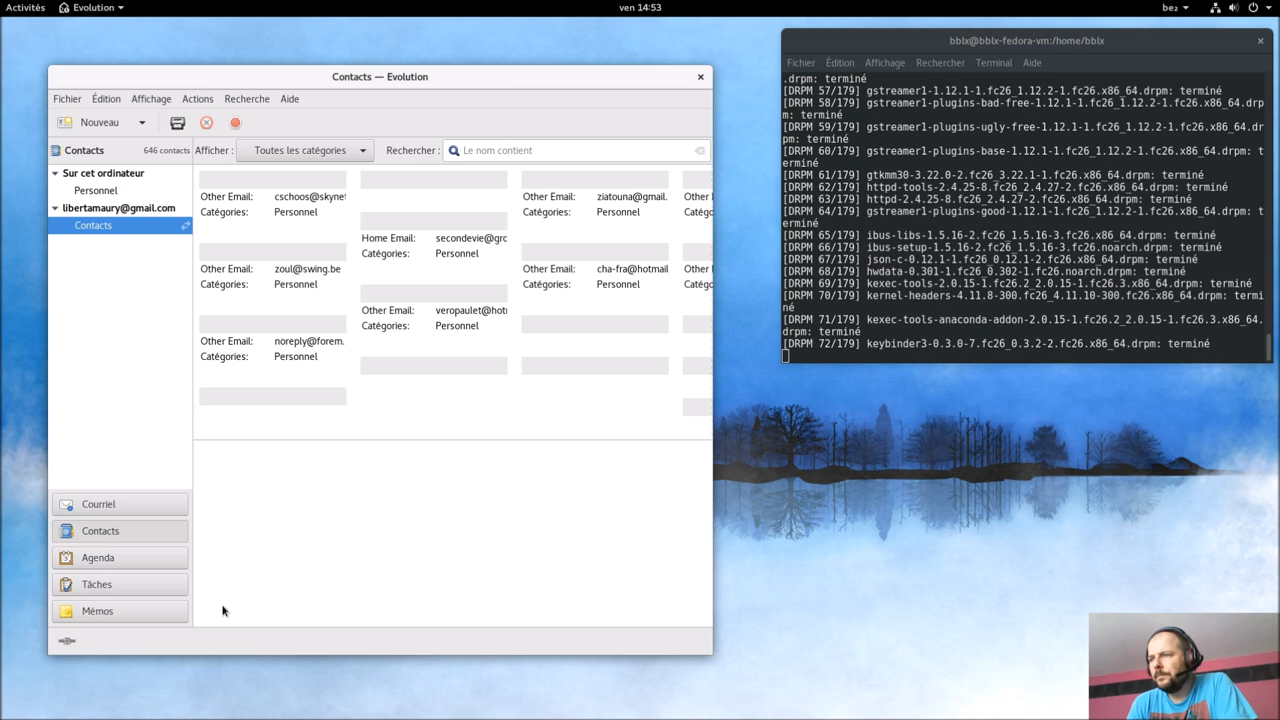 Activités Evolution ven 14:53 bez
Contacts — Evolution
Fichier Édition Affichage Actions Recherche Aide
Nouveau
Contacts 646 contacts Afficher : Toutes les catégories Rechercher : Le nom contient
Sur cet ordinateur
Personnel
libertamaury@gmail.com
Contacts
Other Email: cschoos@skynet
Catégories: Personnel
Other Email: zoul@swing.be
Catégories: Personnel
Other Email: noreply@forem.
Catégories: Personnel
Home Email: secondevie@grc
Catégories: Personnel
Other Email: veropaulet@hot
Catégories: Personnel
Other Email: ziatouna@gmail.
Catégories: Personnel
Other Email: cha-fra@hotmail
Catégories: Personnel
Other
Catégo
Other
Catégo
Courriel
Contacts
Agenda
Tâches
Mémos
bblx@bblx-fedora-vm:/home/bblx
Fichier Édition Affichage Rechercher Terminal Aide
.drpm: terminé
[DRPM 57/179] gstreamer1-1.12.1-1.fc26_1.12.2-1.fc26.x86_64.drpm: terminé
[DRPM 58/179] gstreamer1-plugins-bad-free-1.12.1-1.fc26_1.12.2-1.fc26.x86_64.drp
m: terminé
[DRPM 59/179] gstreamer1-plugins-ugly-free-1.12.1-1.fc26_1.12.2-1.fc26.x86_64.dr
pm: terminé
[DRPM 60/179] gstreamer1-plugins-base-1.12.1-1.fc26_1.12.2-1.fc26.x86_64.drpm: t
erminé
[DRPM 61/179] gtkmm30-3.22.0-2.fc26_3.22.1-1.fc26.x86_64.drpm: terminé
[DRPM 62/179] httpd-tools-2.4.25-8.fc26_2.4.27-2.fc26.x86_64.drpm: terminé
[DRPM 63/179] httpd-2.4.25-8.fc26_2.4.27-2.fc26.x86_64.drpm: terminé
[DRPM 64/179] gstreamer1-plugins-good-1.12.1-1.fc26_1.12.2-1.fc26.x86_64.drpm: t
erminé
[DRPM 65/179] ibus-libs-1.5.16-2.fc26_1.5.16-3.fc26.x86_64.drpm: terminé
[DRPM 66/179] ibus-setup-1.5.16-2.fc26_1.5.16-3.fc26.noarch.drpm: terminé
[DRPM 67/179] json-c-0.12.1-1.fc26_0.12.1-2.fc26.x86_64.drpm: terminé
[DRPM 68/179] hwdata-0.301-1.fc26_0.302-1.fc26.noarch.drpm: terminé
[DRPM 69/179] kexec-tools-2.0.15-1.fc26.2_2.0.15-1.fc26.3.x86_64.drpm: terminé
[DRPM 70/179] kernel-headers-4.11.8-300.fc26_4.11.10-300.fc26.x86_64.drpm: termi
né
[DRPM 71/179] kexec-tools-anaconda-addon-2.0.15-1.fc26.2_2.0.15-1.fc26.3.x86_64.
drpm: terminé
[DRPM 72/179] keybinder3-0.3.0-7.fc26_0.3.2-2.fc26.x86_64.drpm: terminé